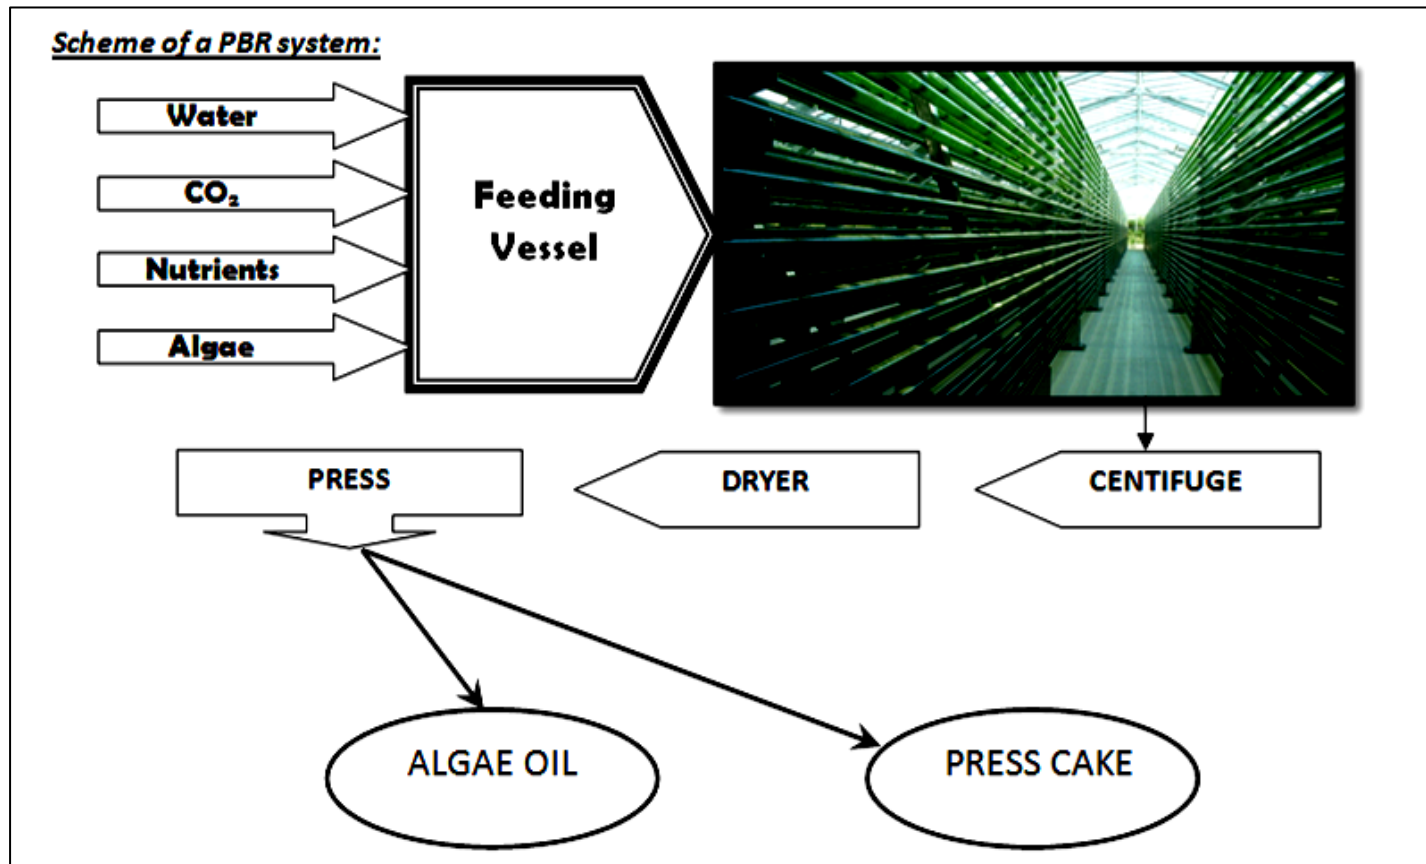 Scheme of a PBR system:
Water
CO₂
Nutrients
Algae
Feeding
Vessel
PRESS
DRYER
CENTIFUGE
ALGAE OIL
PRESS CAKE